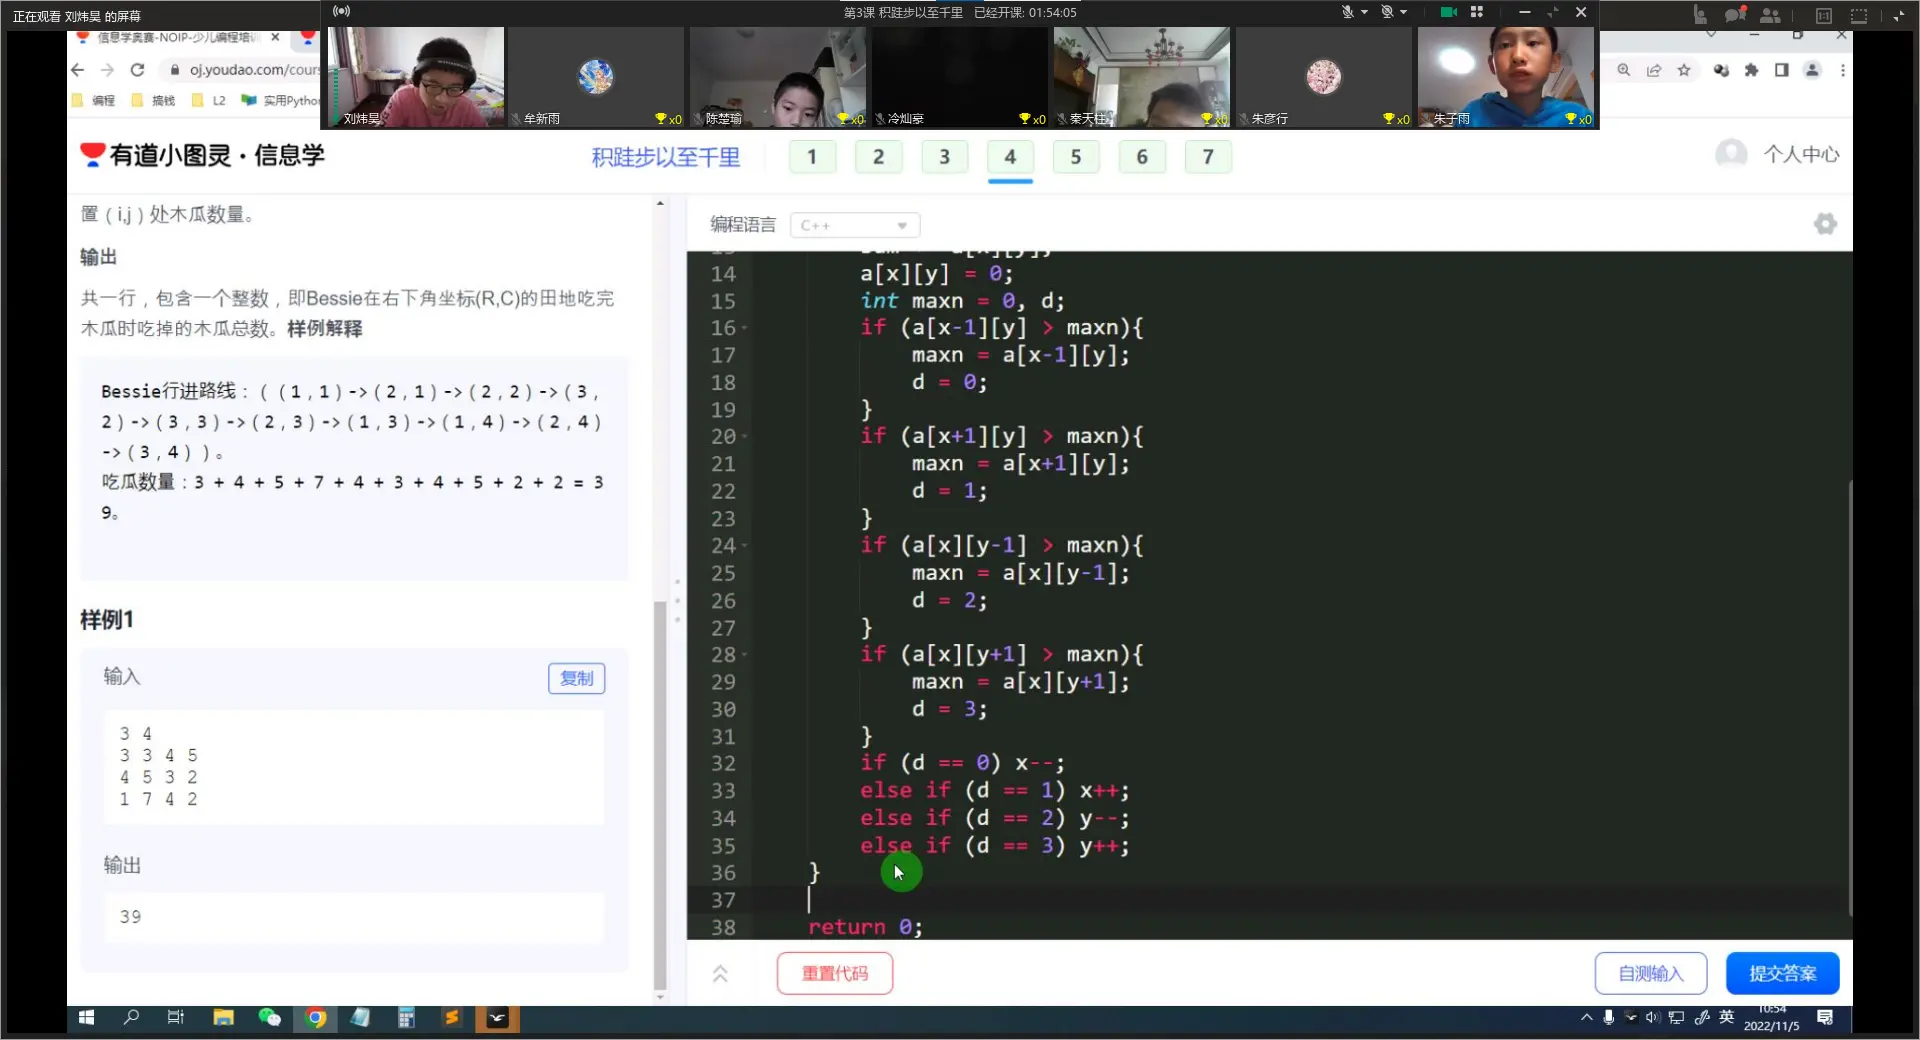 正在观看 刘炜昊 的屏幕
第3课 积跬步以至千里 已经开课: 01:54:05
信息学奥赛-NOIP-少儿编程培训
oj.youdao.com/cours
编程
搞钱
L2
实用Python
刘炜昊
牟新雨
x0
陈楚瑜
x0
冷灿豪
x0
秦天柱
x0
朱彦行
x0
朱子雨
x0
有道小图灵·信息学
积跬步以至千里
1 2 3 4 5 6 7
个人中心
置（i,j）处木瓜数量。
输出
共一行，包含一个整数，即Bessie在右下角坐标(R,C)的田地吃完
木瓜时吃掉的木瓜总数。样例解释
Bessie行进路线：（（1,1)->(2,1)->(2,2)->(3,
2)->(3,3)->(2,3)->(1,3)->(1,4)->(2,4)
->(3,4)）。
吃瓜数量：3 + 4 + 5 + 7 + 4 + 3 + 4 + 5 + 2 + 2 = 3
9。
样例1
输入
复制
3 4
3 3 4 5
4 5 3 2
1 7 4 2
输出
39
编程语言
C++
14 a[x][y] = 0;
15 int maxn = 0, d;
16 if (a[x-1][y] > maxn){
17 maxn = a[x-1][y];
18 d = 0;
19 }
20 if (a[x+1][y] > maxn){
21 maxn = a[x+1][y];
22 d = 1;
23 }
24 if (a[x][y-1] > maxn){
25 maxn = a[x][y-1];
26 d = 2;
27 }
28 if (a[x][y+1] > maxn){
29 maxn = a[x][y+1];
30 d = 3;
31 }
32 if (d == 0) x--;
33 else if (d == 1) x++;
34 else if (d == 2) y--;
35 else if (d == 3) y++;
36 }
37
38 return 0;
重置代码
自测输入
提交答案
英
10:54
2022/11/5